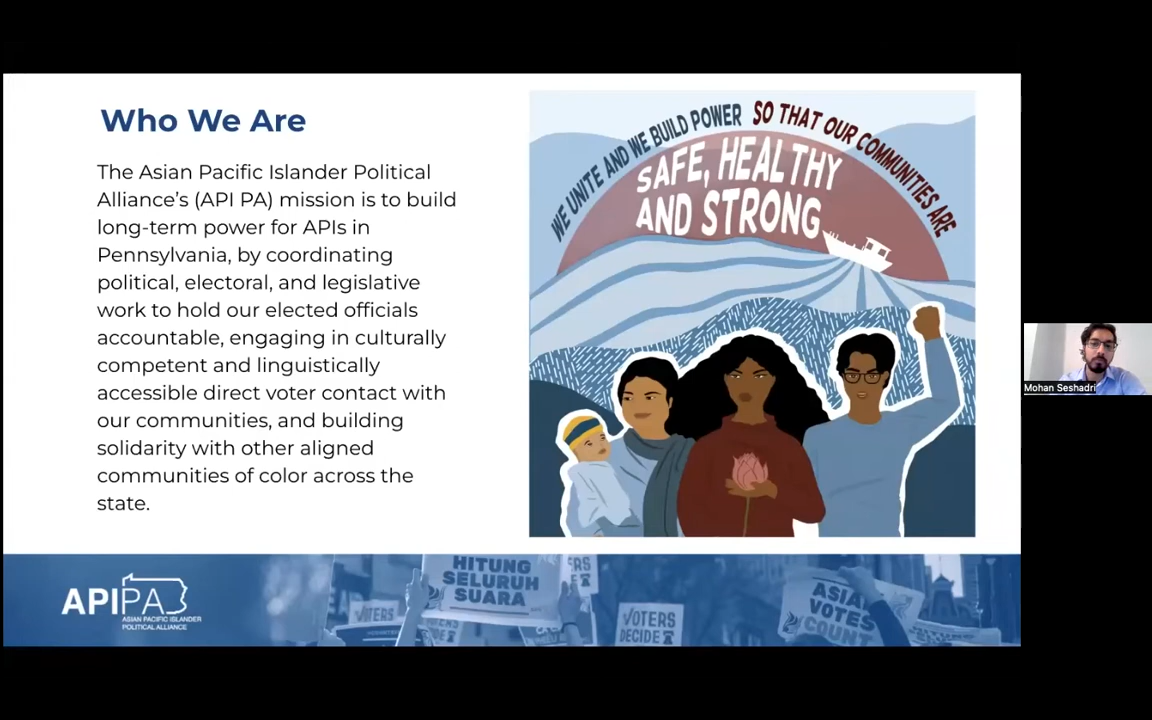 Who We Are
The Asian Pacific Islander Political
Alliance’s (API PA) mission is to build
long-term power for APIs in
Pennsylvania, by coordinating
political, electoral, and legislative
work to hold our elected officials
accountable, engaging in culturally
competent and linguistically
accessible direct voter contact with
our communities, and building
solidarity with other aligned
communities of color across the
state.
WE UNITE AND WE BUILD POWER SO THAT OUR COMMUNITIES ARE
SAFE, HEALTHY
AND STRONG
Mohan Seshadri
APIPA
ASIAN PACIFIC ISLANDER
POLITICAL ALLIANCE
VOTERS
HITUNG
SELURUH
SUARA
VOTERS
DECIDE
ASIAN
VOTES
COUNT